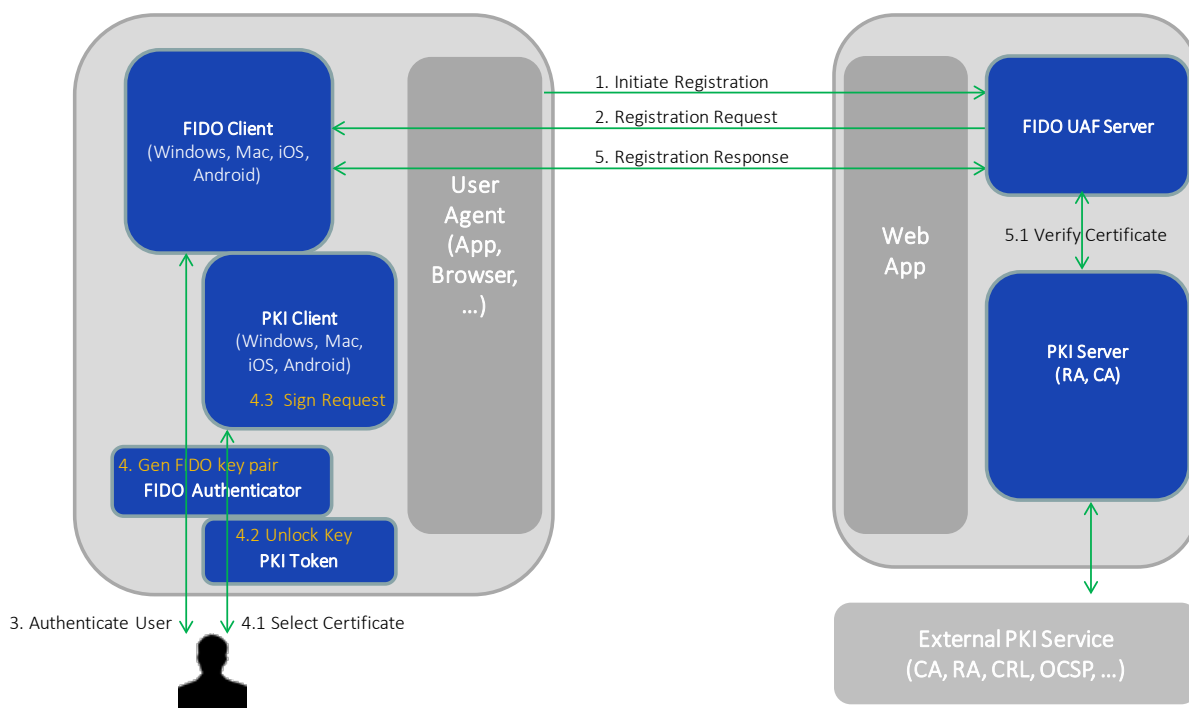 1. Initiate Registration
2. Registration Request
5. Registration Response
FIDO Client
(Windows, Mac, iOS,
Android)
FIDO UAF Server
User
Agent
(App,
Browser,
...)
Web
App
5.1 Verify Certificate
PKI Client
(Windows, Mac,
iOS, Android)
4.3 Sign Request
PKI Server
(RA, CA)
4. Gen FIDO key pair
FIDO Authenticator
4.2 Unlock Key
PKI Token
3. Authenticate User
4.1 Select Certificate
External PKI Service
(CA, RA, CRL, OCSP, ...)